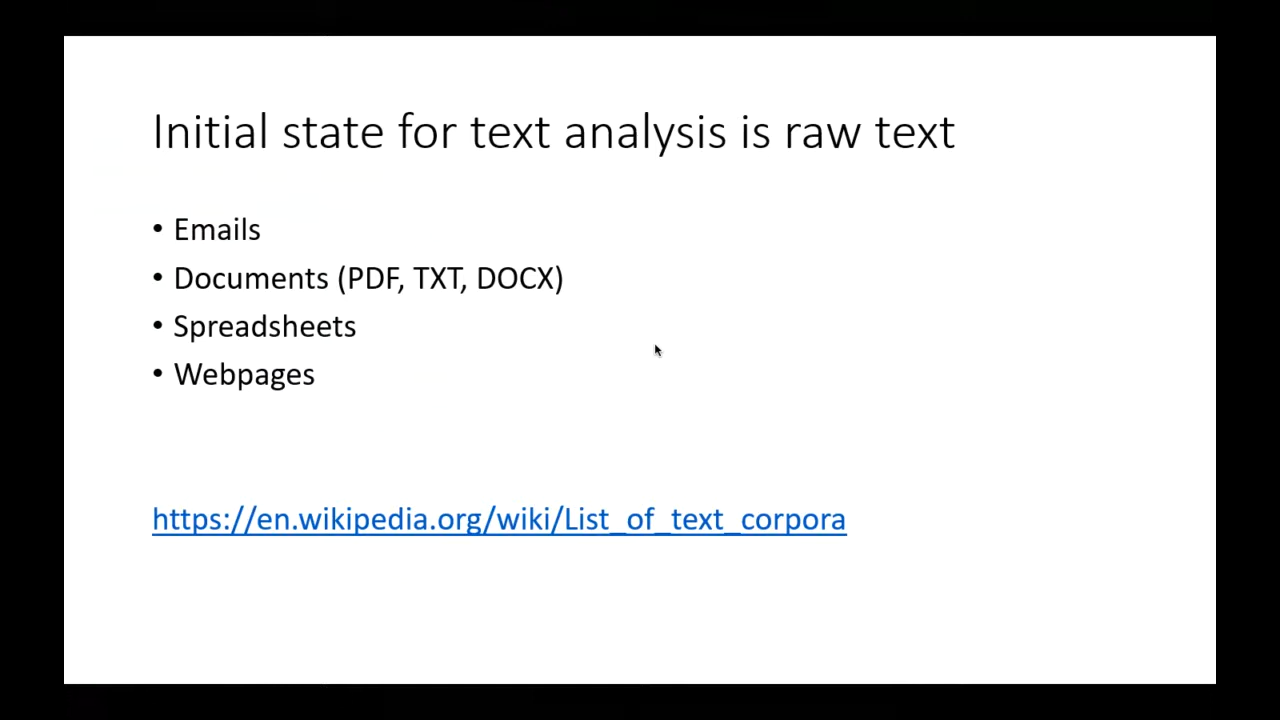 Initial state for text analysis is raw text
• Emails
• Documents (PDF, TXT, DOCX)
• Spreadsheets
• Webpages
https://en.wikipedia.org/wiki/List_of_text_corpora